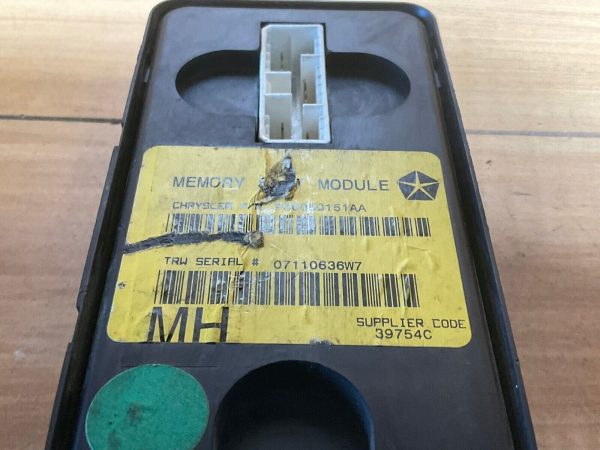 MEMORY MODULE
CHRYSLER
TRW SERIAL # 07110636W7
MH
SUPPLIER CODE
39754C